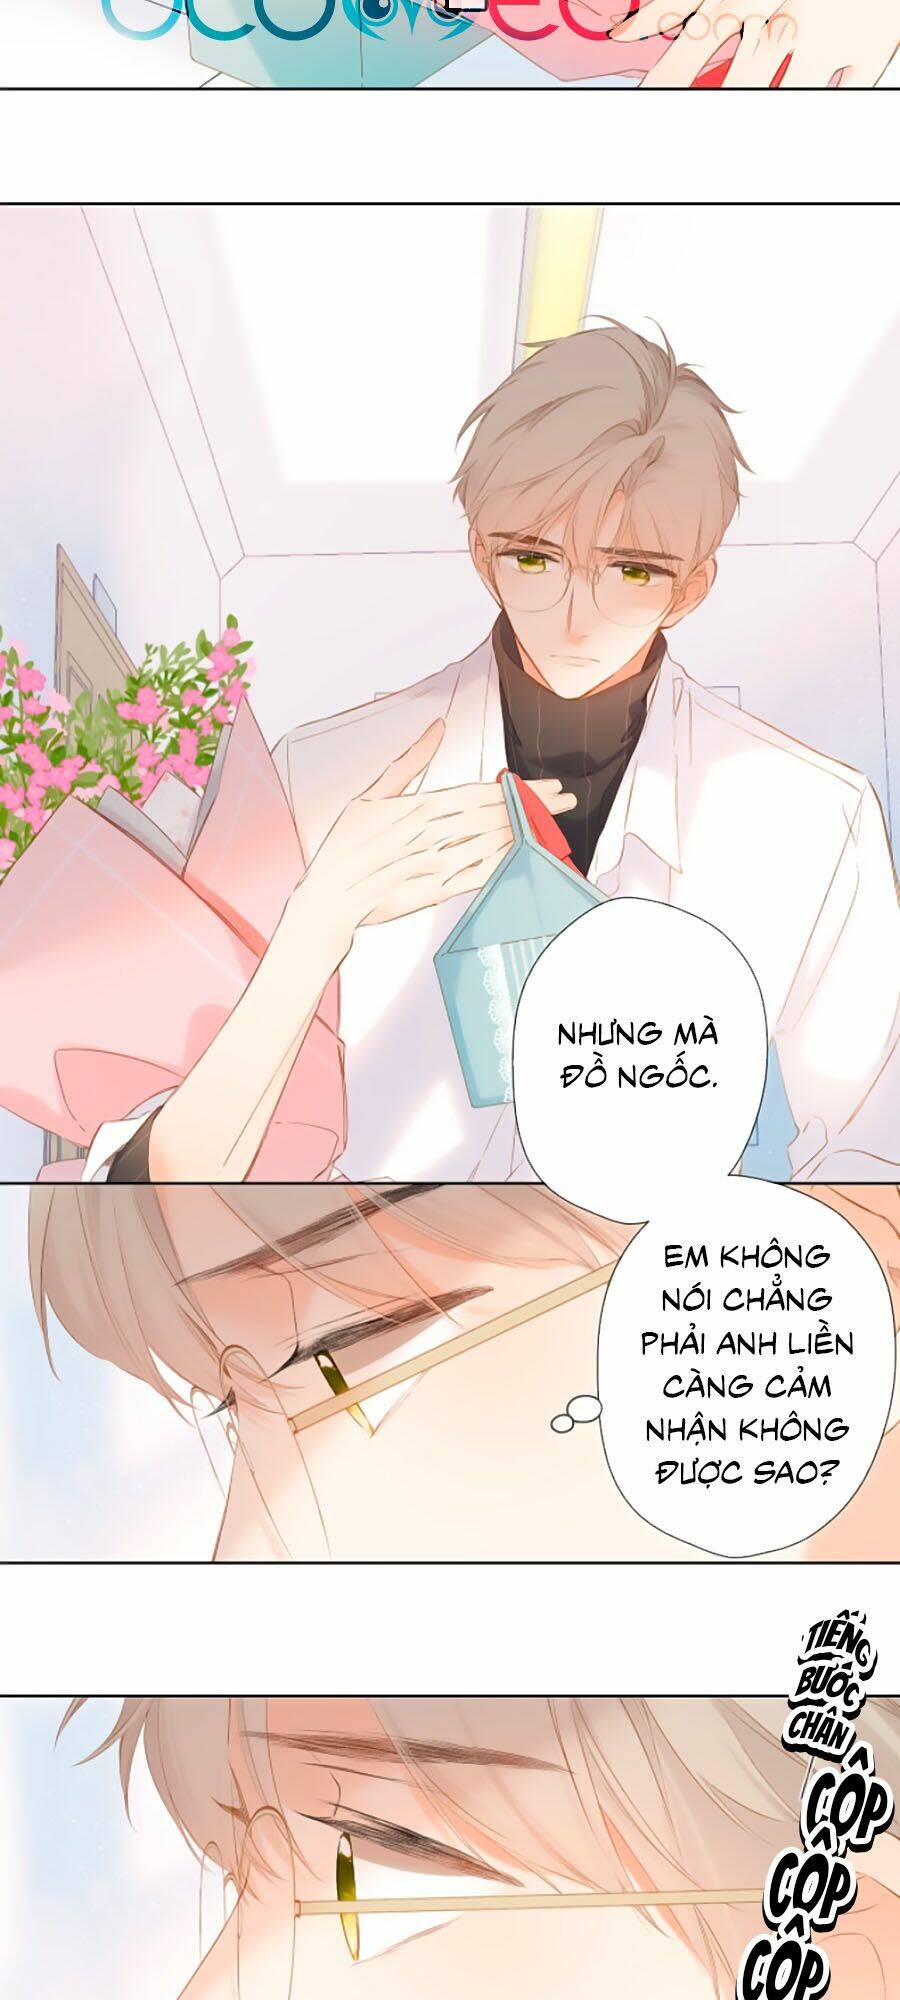 NHƯNG MÀ
ĐỒ NGỐC.
EM KHÔNG
NÓI CHẲNG
PHẢI ANH LIỀN
CÀNG CẢM
NHẬN KHÔNG
ĐƯỢC SAO?
TIẾNG
BƯỚC
CHÂN
CỘP
CỘP
CỘP